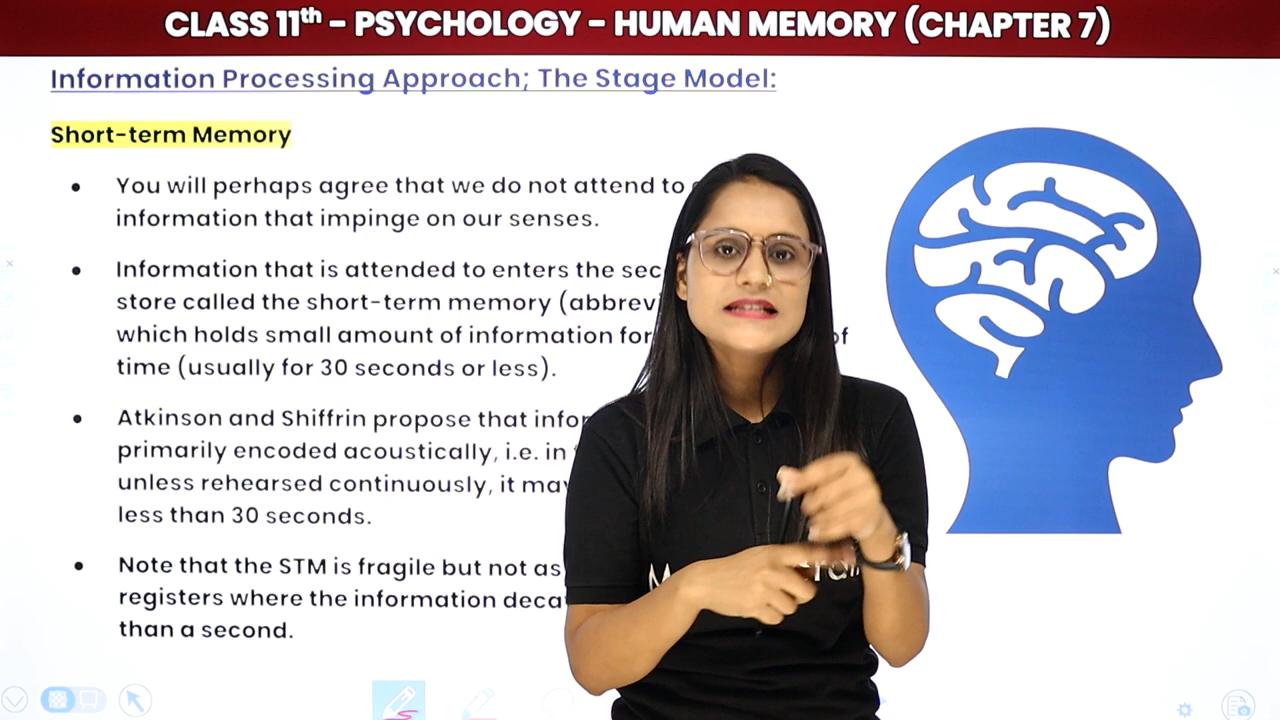 CLASS 11th - PSYCHOLOGY - HUMAN MEMORY (CHAPTER 7)
Information Processing Approach; The Stage Model:
Short-term Memory
• You will perhaps agree that we do not attend to
information that impinge on our senses.
• Information that is attended to enters the
store called the short-term memory
which holds small amount of information for of
time (usually for 30 seconds or less).
• Atkinson and Shiffrin propose that
primarily encoded acoustically, i.e. in
unless rehearsed continuously, it may
less than 30 seconds.
• Note that the STM is fragile but not as
registers where the information
than a second.